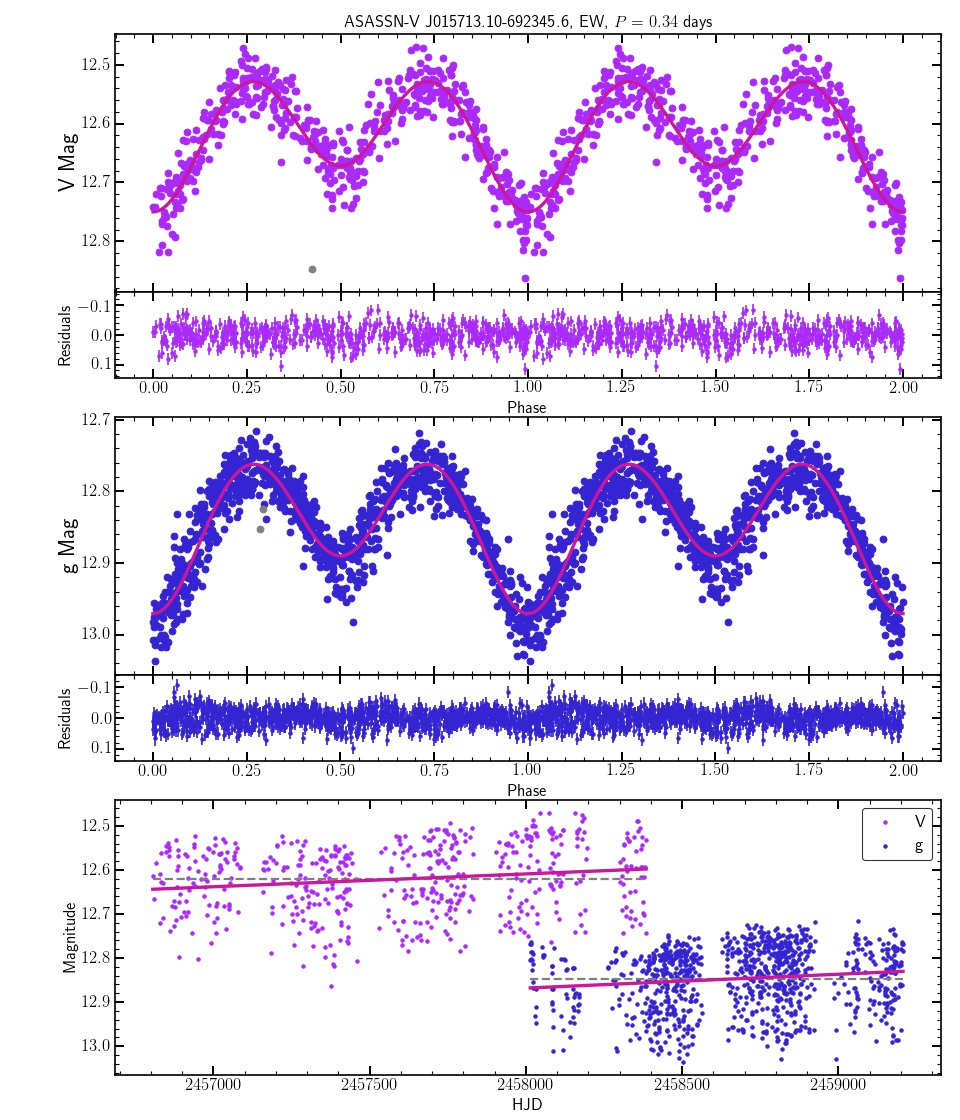 ASASSN-V J015713.10-692345.6, EW, P = 0.34 days
12.5
12.6
12.7
12.8
V Mag
−0.1
0.0
0.1
Residuals
0.00 0.25 0.50 0.75 1.00 1.25 1.50 1.75 2.00
Phase
12.7
12.8
12.9
13.0
g Mag
−0.1
0.0
0.1
Residuals
0.00 0.25 0.50 0.75 1.00 1.25 1.50 1.75 2.00
Phase
V
g
12.5
12.6
12.7
12.8
12.9
13.0
Magnitude
2457000 2457500 2458000 2458500 2459000
HJD